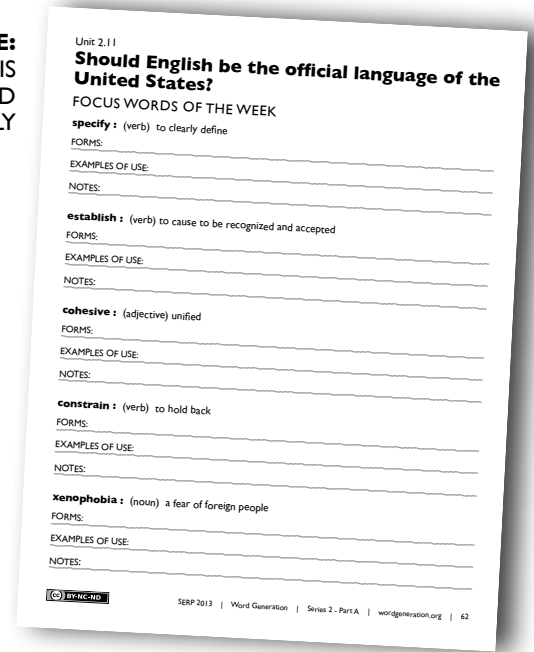 E:
IS
D
LY
Unit 2.11
Should English be the official language of the
United States?
FOCUS WORDS OF THE WEEK
specify : (verb) to clearly define
FORMS:
EXAMPLES OF USE:
NOTES:
establish : (verb) to cause to be recognized and accepted
FORMS:
EXAMPLES OF USE:
NOTES:
cohesive : (adjective) unified
FORMS:
EXAMPLES OF USE:
NOTES:
constrain : (verb) to hold back
FORMS:
EXAMPLES OF USE:
NOTES:
xenophobia : (noun) a fear of foreign people
FORMS:
EXAMPLES OF USE:
NOTES:
cc BY-NC-ND
SERP 2013 | Word Generation | Series 2 - Part A | wordgeneration.org | 62